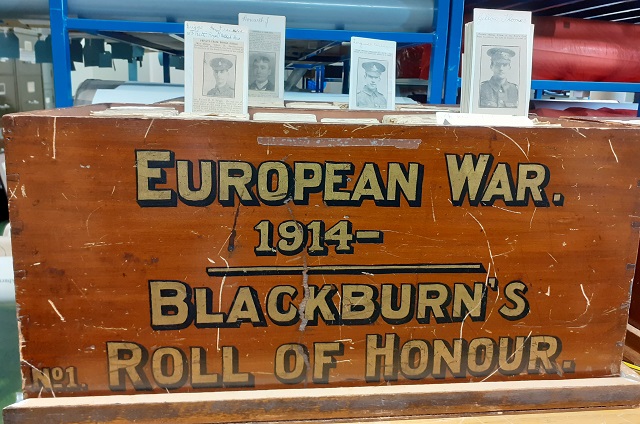 EUROPEAN WAR.
1914–
BLACKBURN'S
ROLL OF HONOUR.
Nº1.